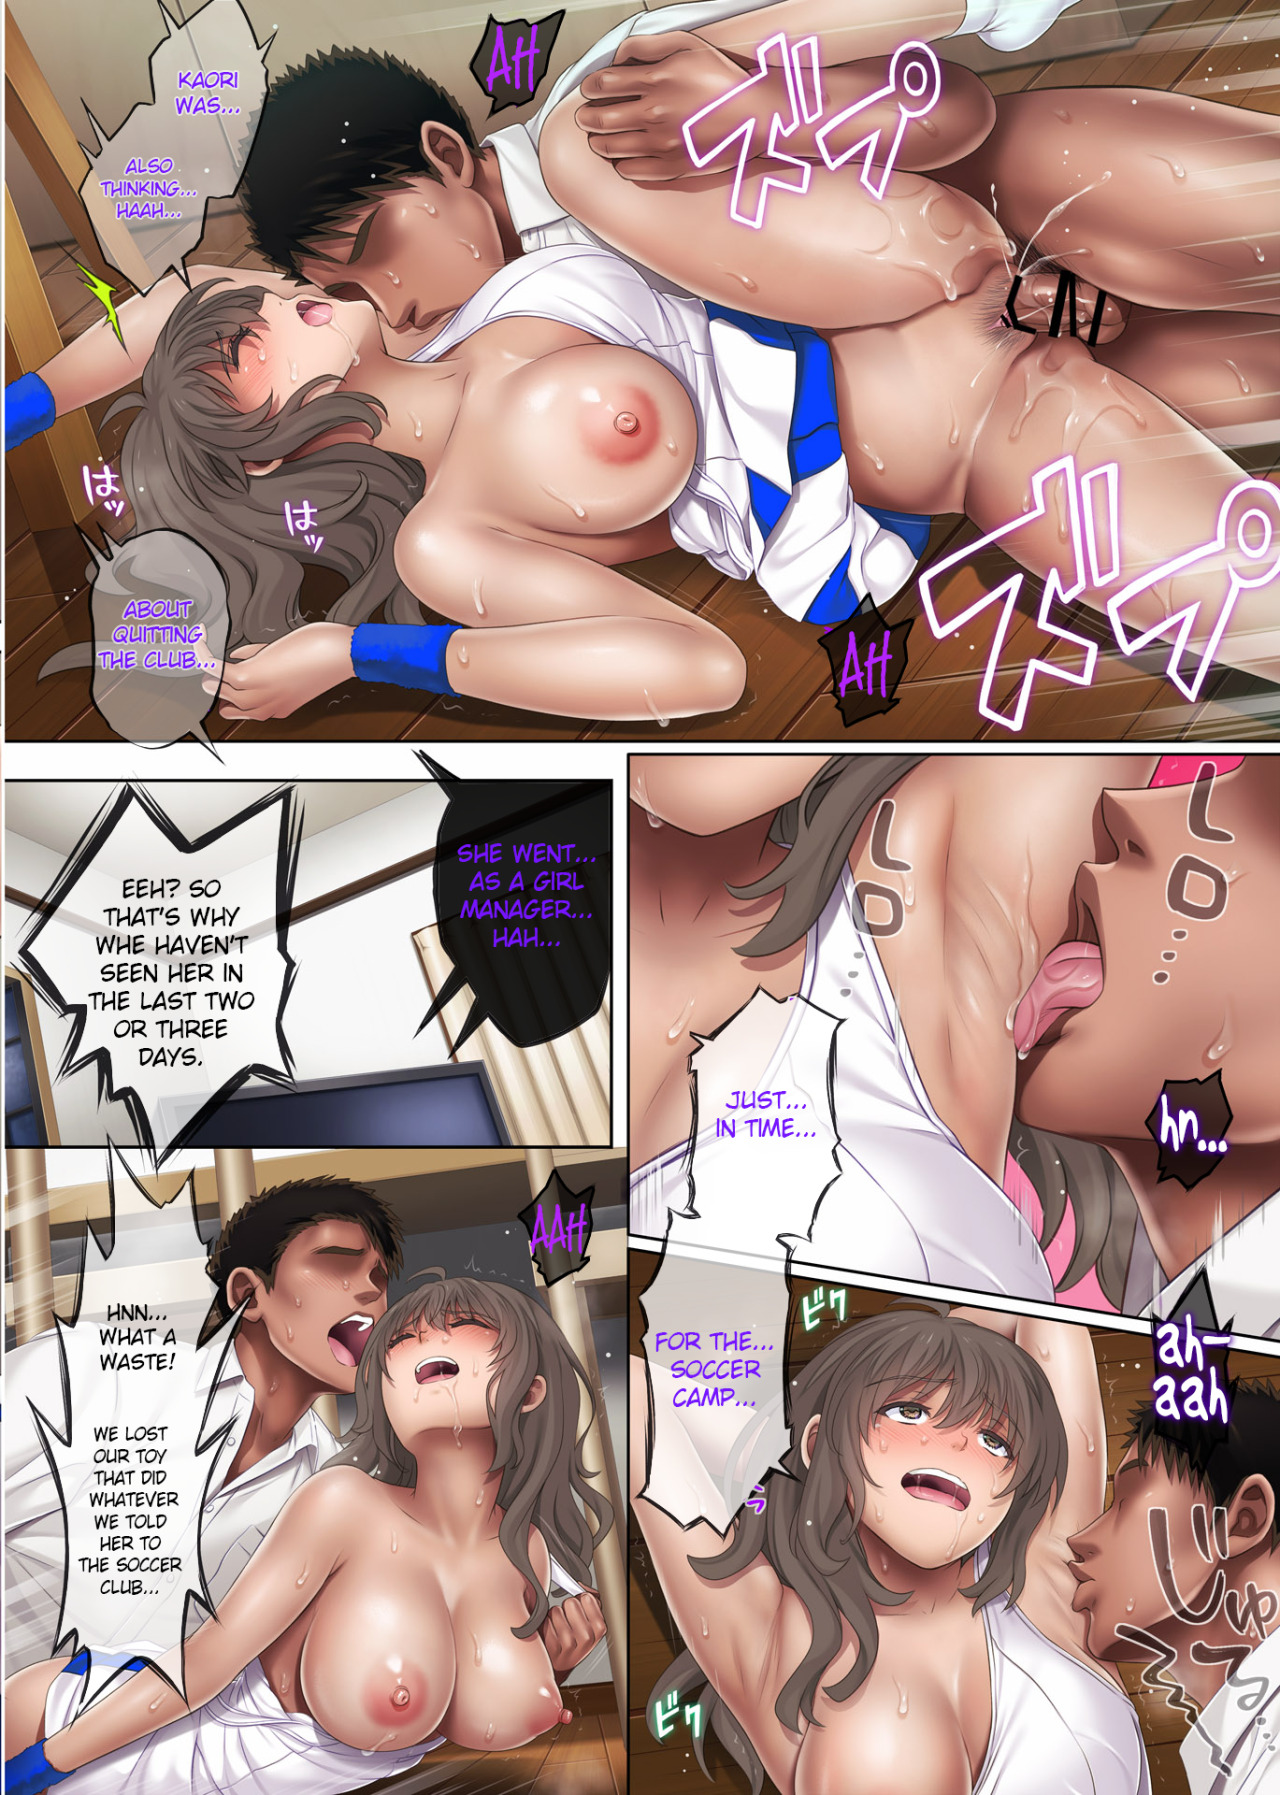 AH
KAORI
WAS...
ALSO
THINKING...
HAAH...
ズプ
はッ
はッ
ABOUT
QUITTING
THE CLUB...
AH
ズプ
レロ...
レロ...
JUST...
IN TIME...
hn...
SHE WENT...
AS A GIRL
MANAGER...
HAH...
EEH? SO
THAT'S WHY
WHE HAVEN'T
SEEN HER IN
THE LAST TWO
OR THREE
DAYS.
FOR THE...
SOCCER
CAMP...
ah-
aah
ビク
ビク
AAH
HNN...
WHAT A
WASTE!
WE LOST
OUR TOY
THAT DID
WHATEVER
WE TOLD
HER TO
THE SOCCER
CLUB...